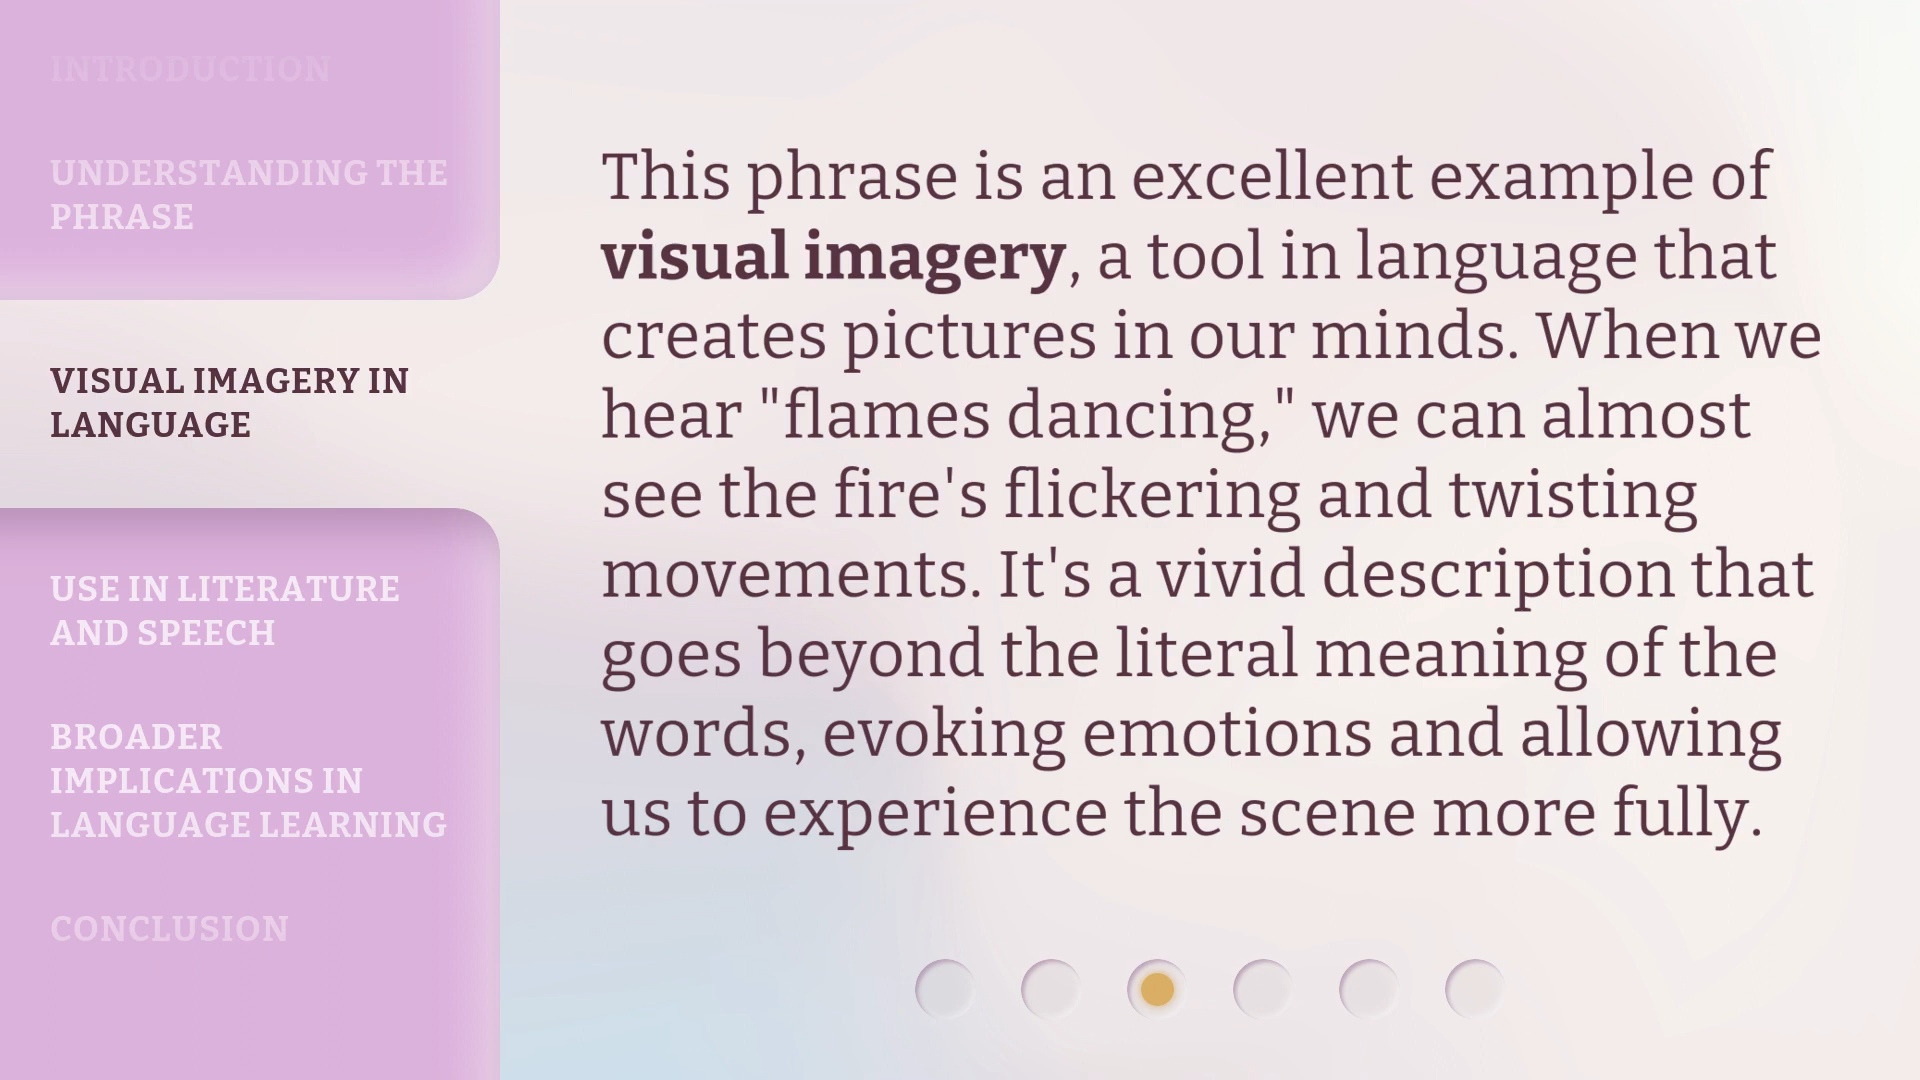 INTRODUCTION
UNDERSTANDING THE
PHRASE
VISUAL IMAGERY IN
LANGUAGE
USE IN LITERATURE
AND SPEECH
BROADER
IMPLICATIONS IN
LANGUAGE LEARNING
CONCLUSION
This phrase is an excellent example of
visual imagery, a tool in language that
creates pictures in our minds. When we
hear "flames dancing," we can almost
see the fire's flickering and twisting
movements. It's a vivid description that
goes beyond the literal meaning of the
words, evoking emotions and allowing
us to experience the scene more fully.